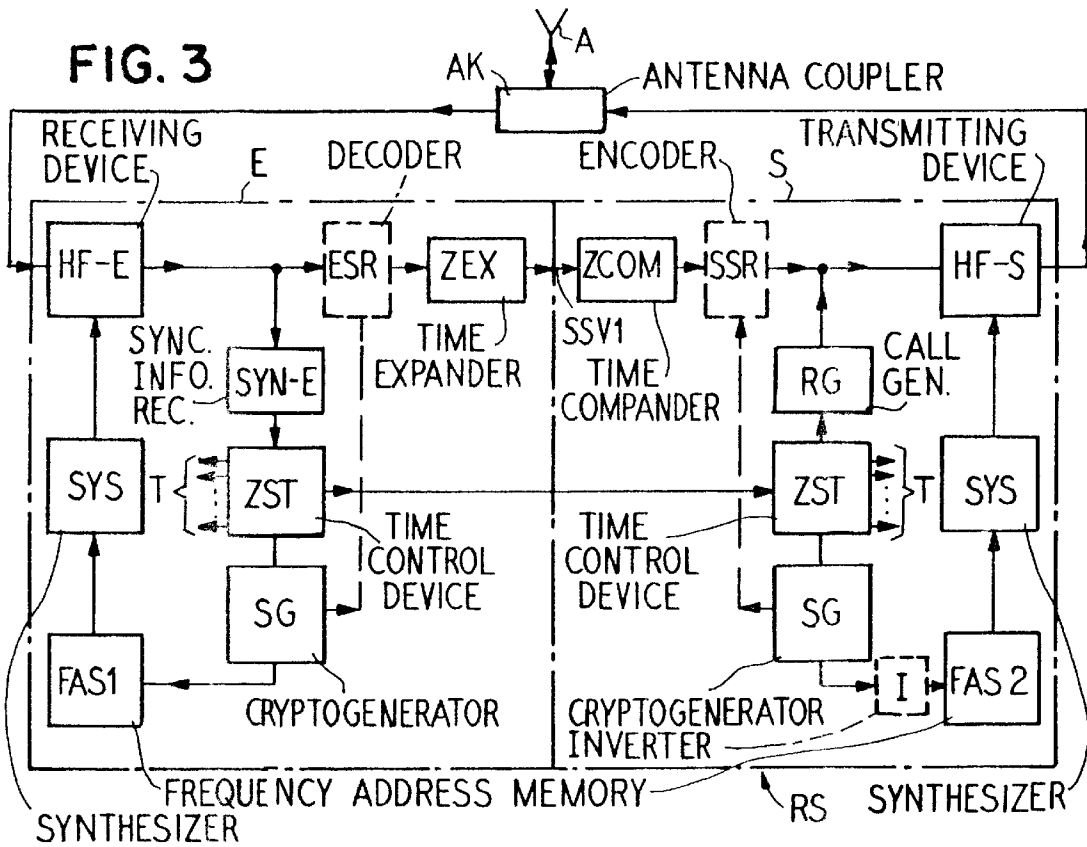 FIG. 3
A
AK
ANTENNA COUPLER
RECEIVING
DEVICE
E
DECODER
ENCODER
S
TRANSMITTING
DEVICE
HF-E
ESR
ZEX
ZCOM
SSR
HF-S
SSV1
SYNC.
INFO.
REC.
SYN-E
TIME
EXPANDER
TIME
COMPANDER
RG
CALL
GEN.
SYS
T
ZST
ZST
T
SYS
TIME
CONTROL
DEVICE
TIME
CONTROL
DEVICE
SG
SG
FAS1
I
FAS 2
CRYPTOGENERATOR
CRYPTOGENERATOR
INVERTER
FREQUENCY ADDRESS MEMORY
RS
SYNTHESIZER
SYNTHESIZER